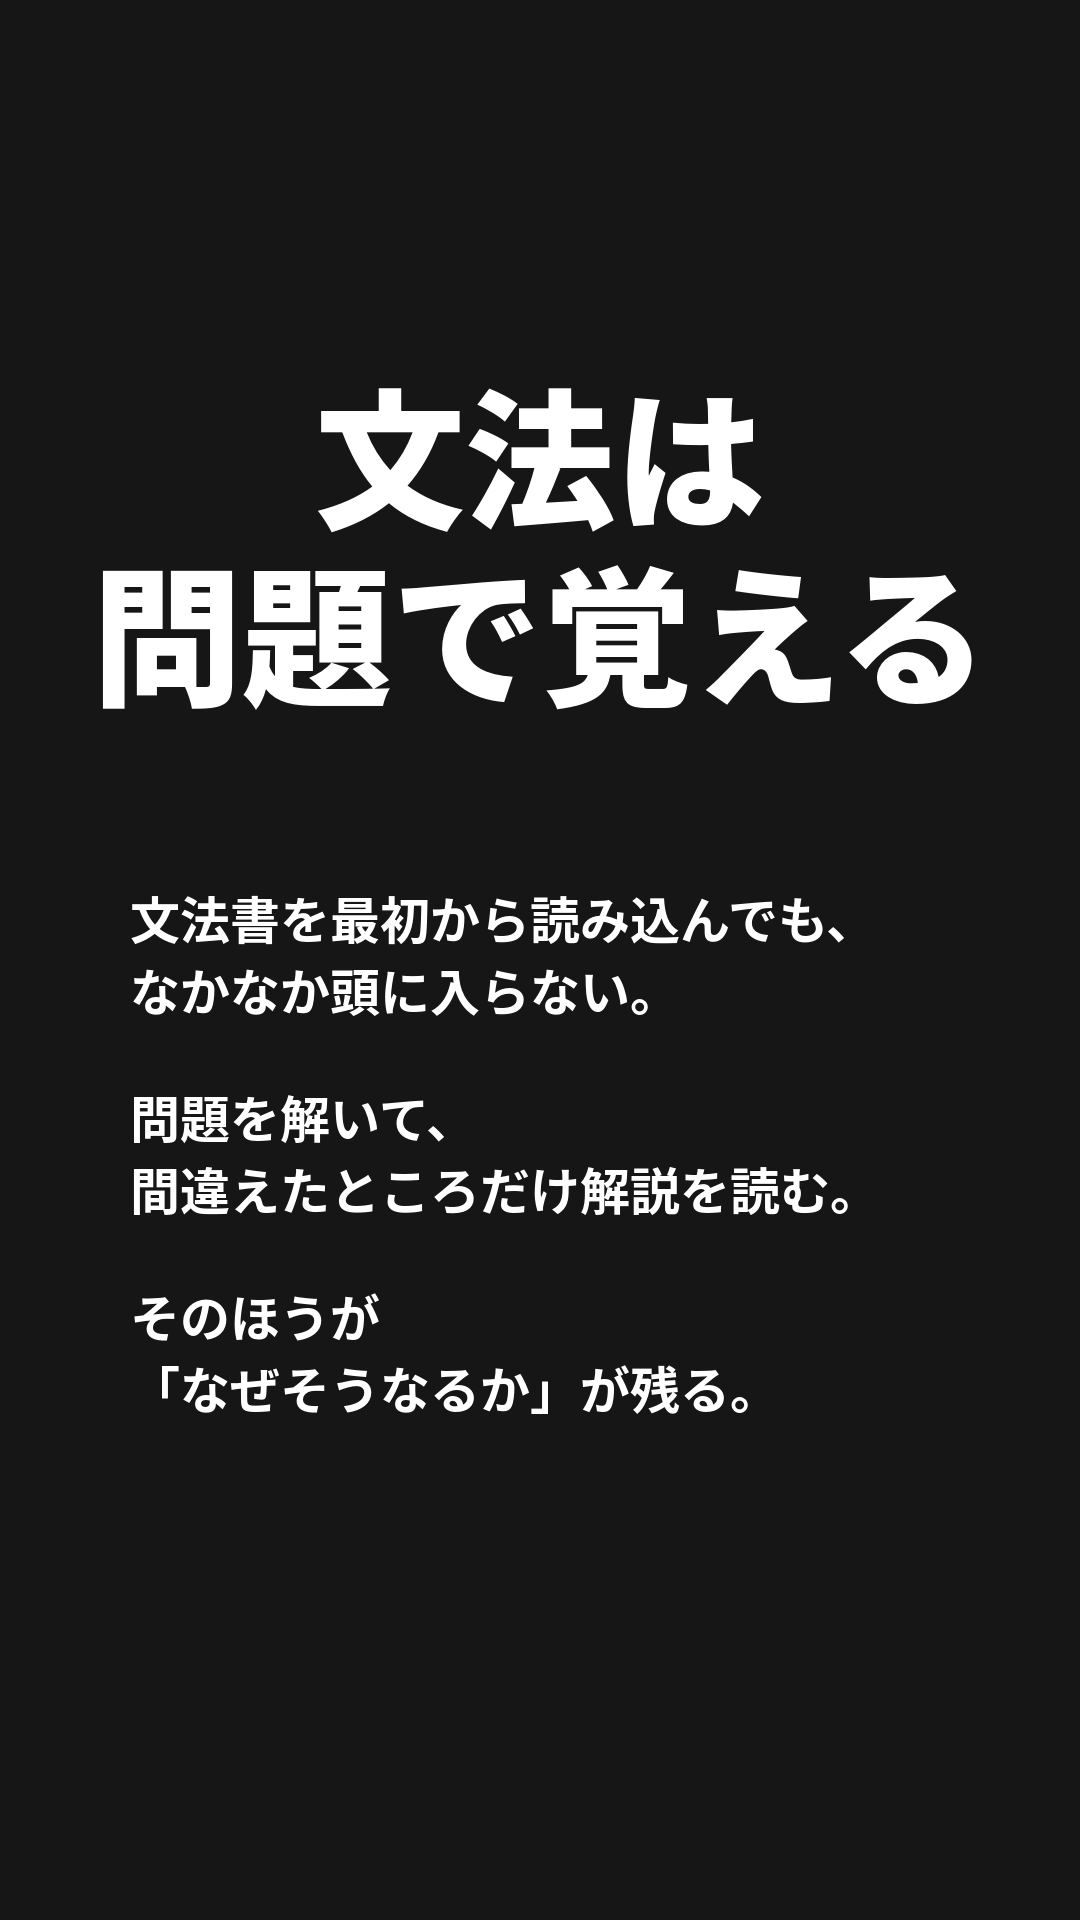 文法は
問題で覚える
文法書を最初から読み込んでも、
なかなか頭に入らない。
問題を解いて、
間違えたところだけ解説を読む。
そのほうが
「なぜそうなるか」が残る。